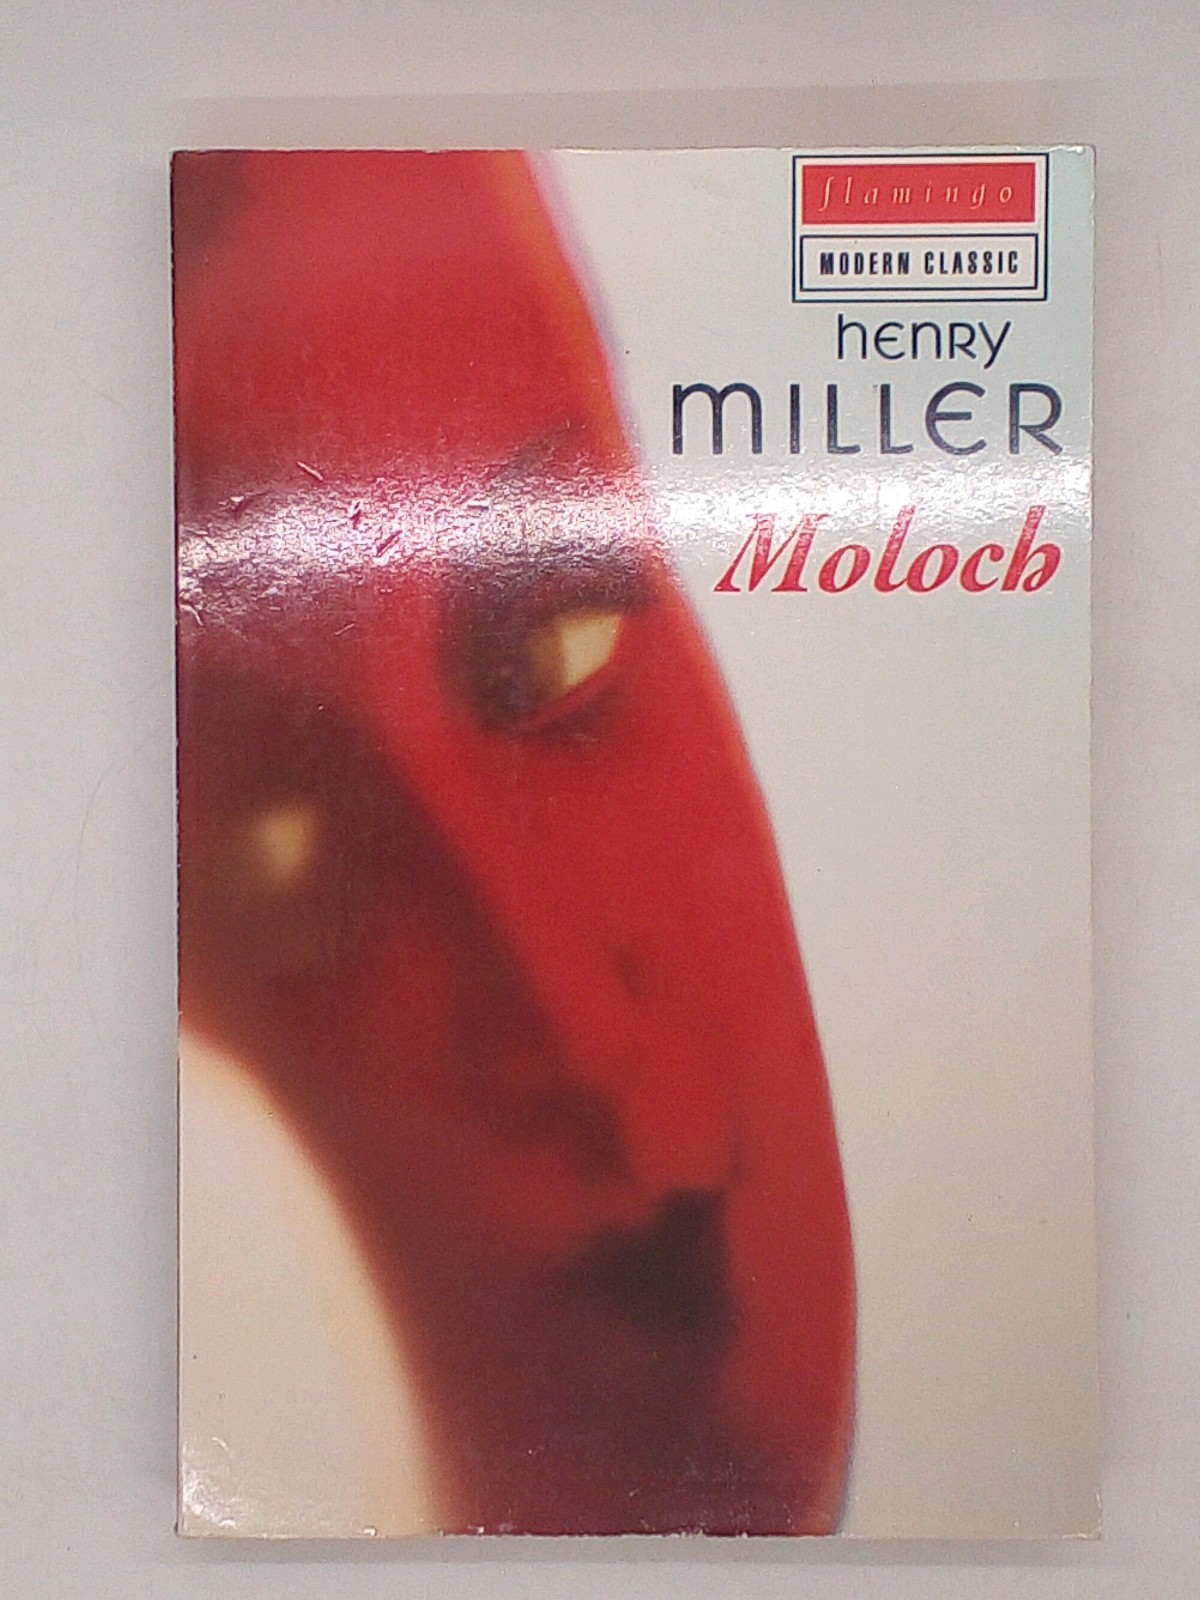 flamingo
MODERN CLASSIC
henry
MILLER
Moloch